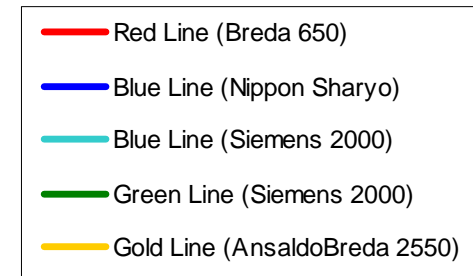 Red Line (Breda 650)
Blue Line (Nippon Sharyo)
Blue Line (Siemens 2000)
Green Line (Siemens 2000)
Gold Line (AnsaldoBreda 2550)